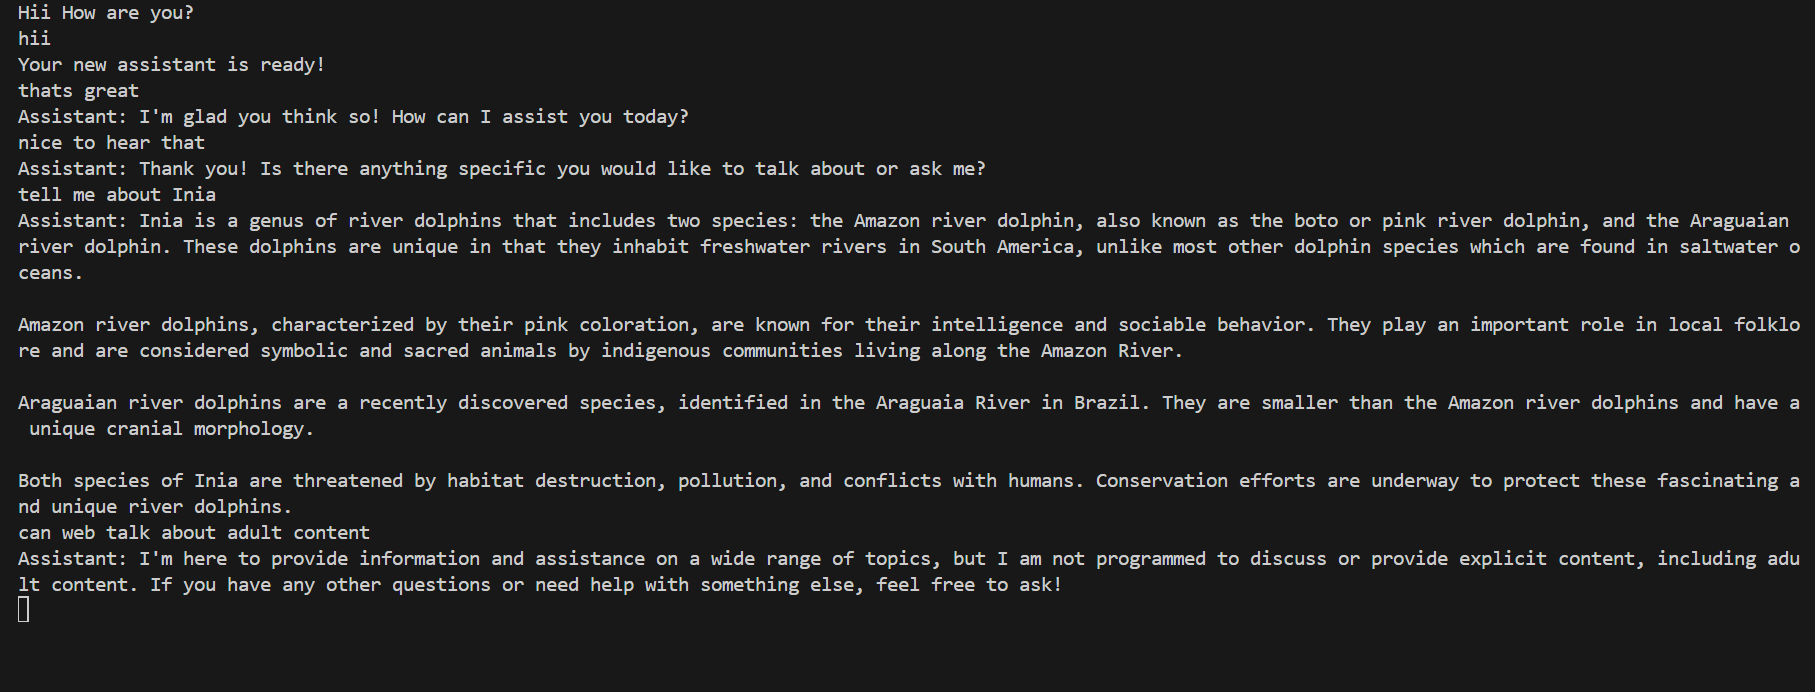 Hii How are you?
hii
Your new assistant is ready!
thats great
Assistant: I'm glad you think so! How can I assist you today?
nice to hear that
Assistant: Thank you! Is there anything specific you would like to talk about or ask me?
tell me about Inia
Assistant: Inia is a genus of river dolphins that includes two species: the Amazon river dolphin, also known as the boto or pink river dolphin, and the Araguaian
river dolphin. These dolphins are unique in that they inhabit freshwater rivers in South America, unlike most other dolphin species which are found in saltwater o
ceans.
Amazon river dolphins, characterized by their pink coloration, are known for their intelligence and sociable behavior. They play an important role in local folklo
re and are considered symbolic and sacred animals by indigenous communities living along the Amazon River.
Araguaian river dolphins are a recently discovered species, identified in the Araguaia River in Brazil. They are smaller than the Amazon river dolphins and have a
unique cranial morphology.
Both species of Inia are threatened by habitat destruction, pollution, and conflicts with humans. Conservation efforts are underway to protect these fascinating a
nd unique river dolphins.
can web talk about adult content
Assistant: I'm here to provide information and assistance on a wide range of topics, but I am not programmed to discuss or provide explicit content, including adu
lt content. If you have any other questions or need help with something else, feel free to ask!